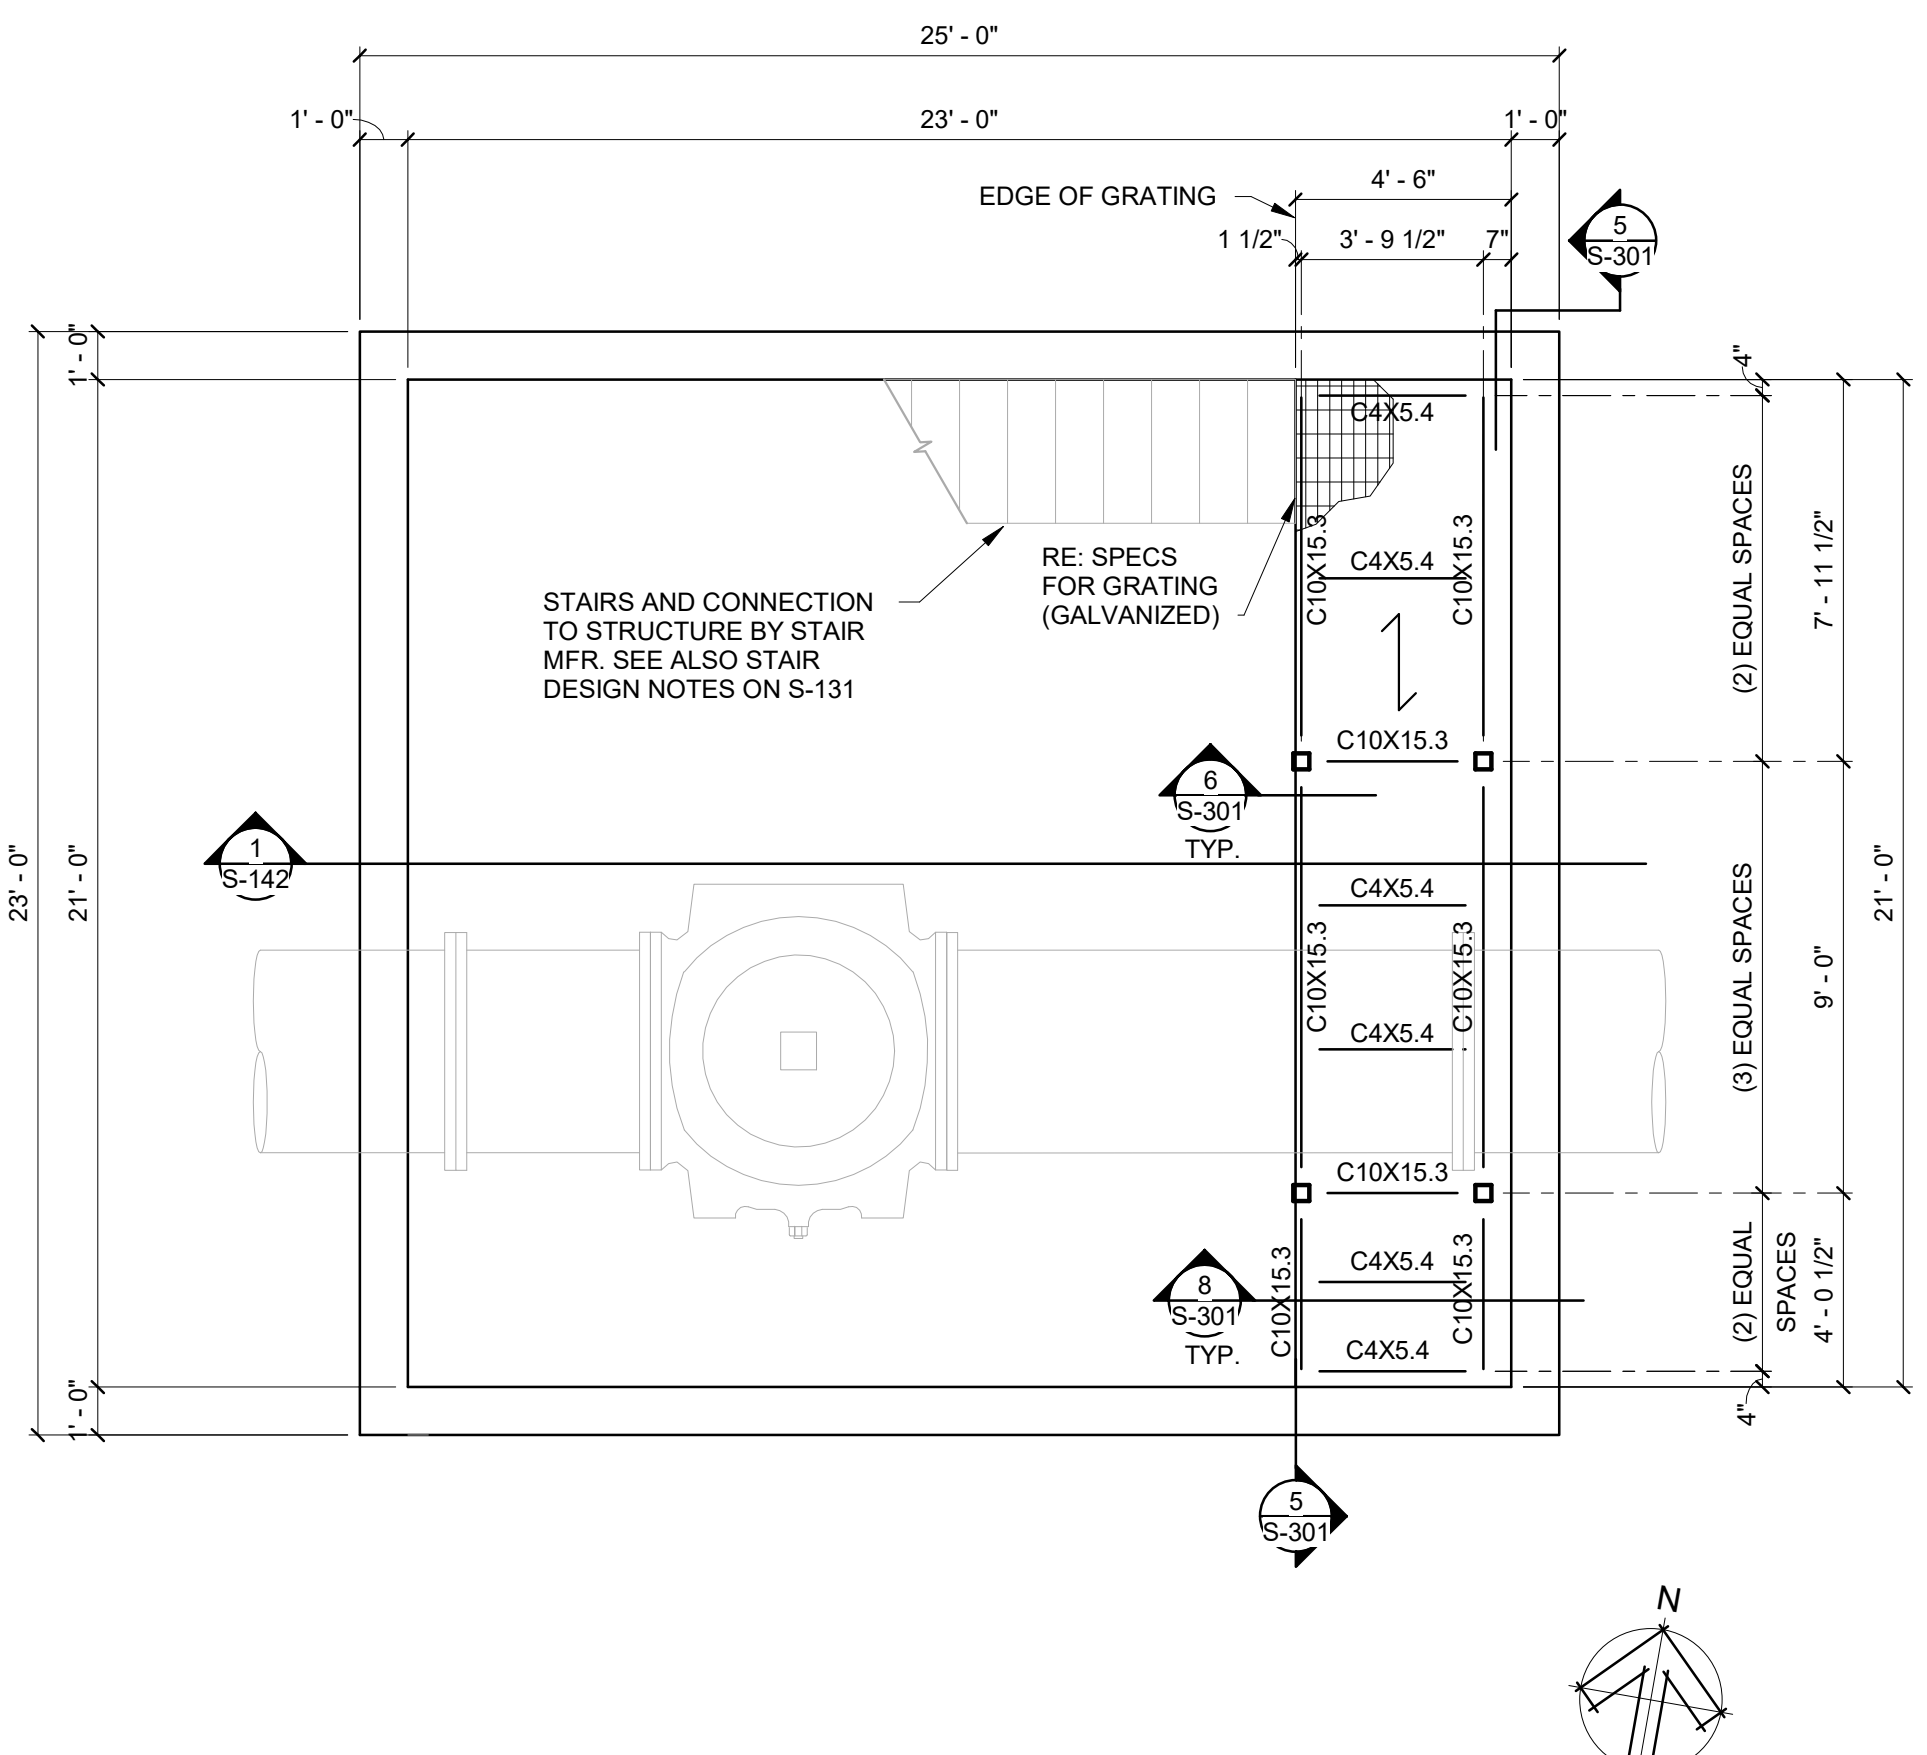 25' - 0"
1' - 0"
23' - 0"
1' - 0"
4' - 6"
EDGE OF GRATING
1 1/2"
3' - 9 1/2"
7"
5
S-301
1' - 0"
4"
C4X5.4
(2) EQUAL SPACES
7' - 11 1/2"
C10X15.3
C10X15.3
C4X5.4
RE: SPECS
FOR GRATING
(GALVANIZED)
STAIRS AND CONNECTION
TO STRUCTURE BY STAIR
MFR. SEE ALSO STAIR
DESIGN NOTES ON S-131
C10X15.3
6
S-301
TYP.
1
S-142
23' - 0"
21' - 0"
C4X5.4
C10X15.3
C10X15.3
(3) EQUAL SPACES
9' - 0"
21' - 0"
C4X5.4
C10X15.3
C10X15.3
C4X5.4
C10X15.3
(2) EQUAL
SPACES
4' - 0 1/2"
8
S-301
TYP.
C4X5.4
1' - 0"
4"
5
S-301
N